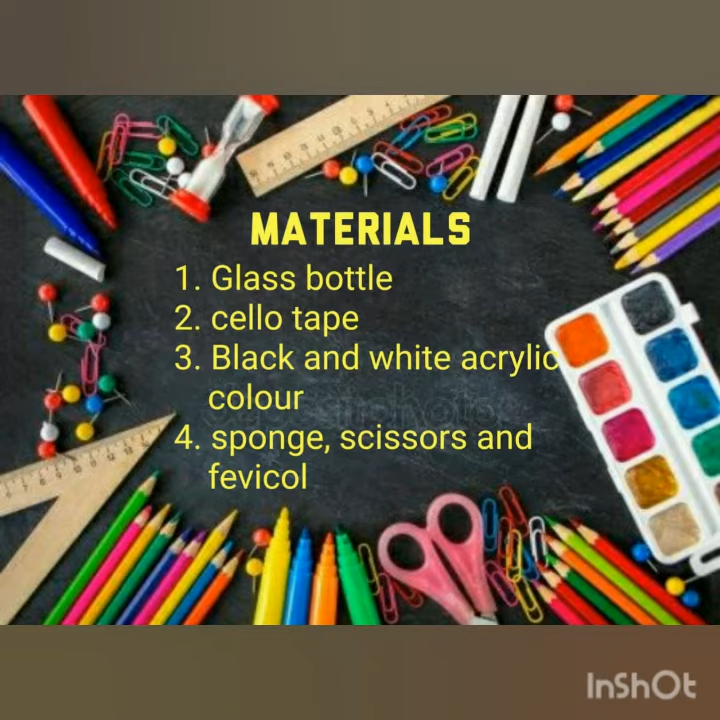 MATERIALS
1. Glass bottle
2. cello tape
3. Black and white acrylic
colour
4. sponge, scissors and
fevicol
InShOt